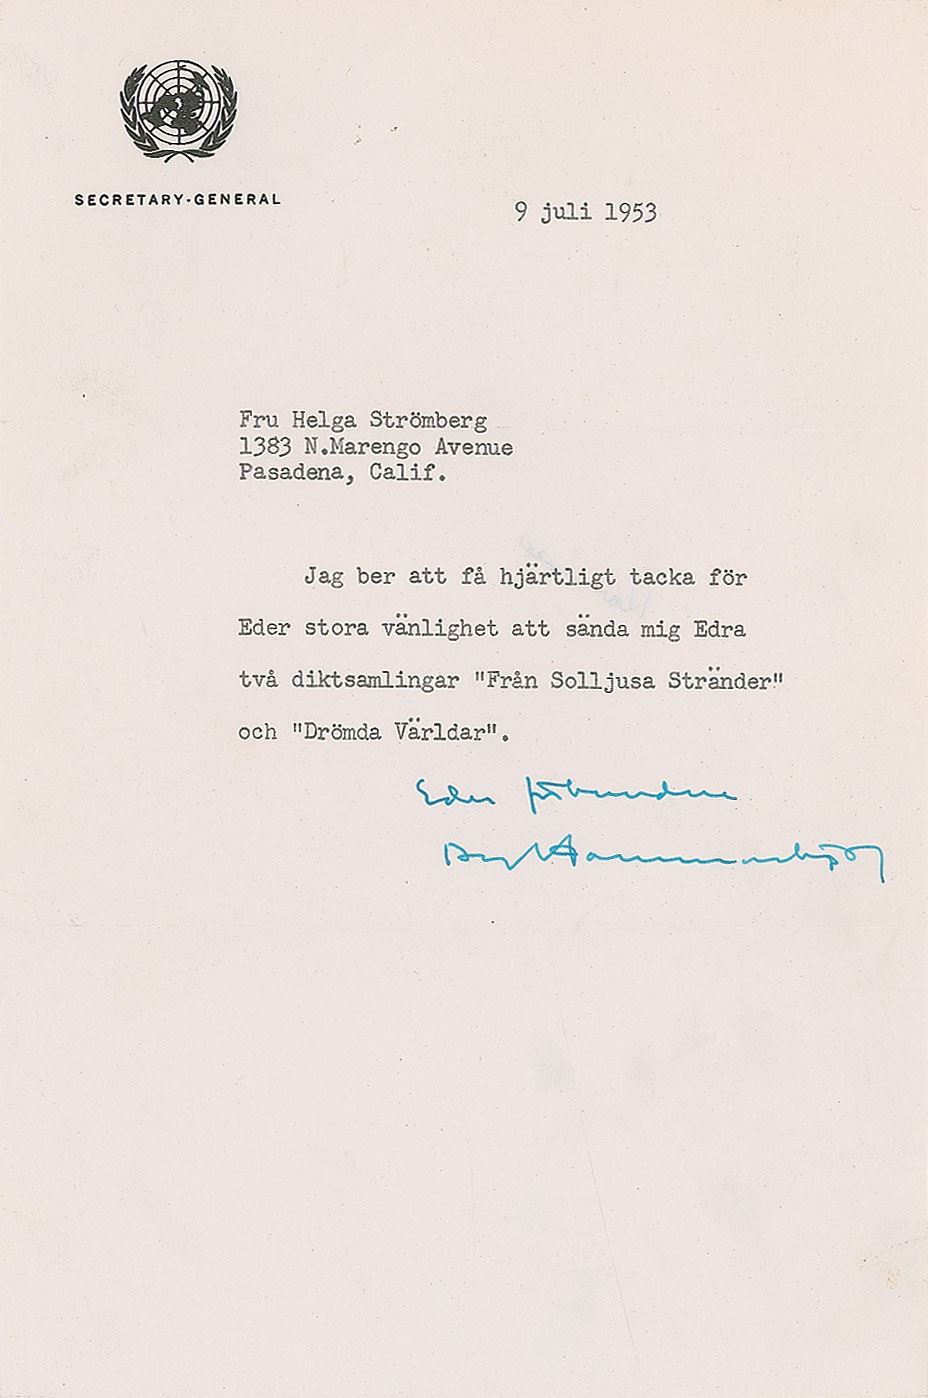 SECRETARY-GENERAL
9 juli 1953
Fru Helga Strömberg
1383 N.Marengo Avenue
Pasadena, Calif.
Jag ber att få hjärtligt tacka för
Eder stora vänlighet att sända mig Edra
två diktsamlingar "Från Solljusa Stränder"
och "Drömda Världar".
Eder förbundne
Dag Hammarskjöld